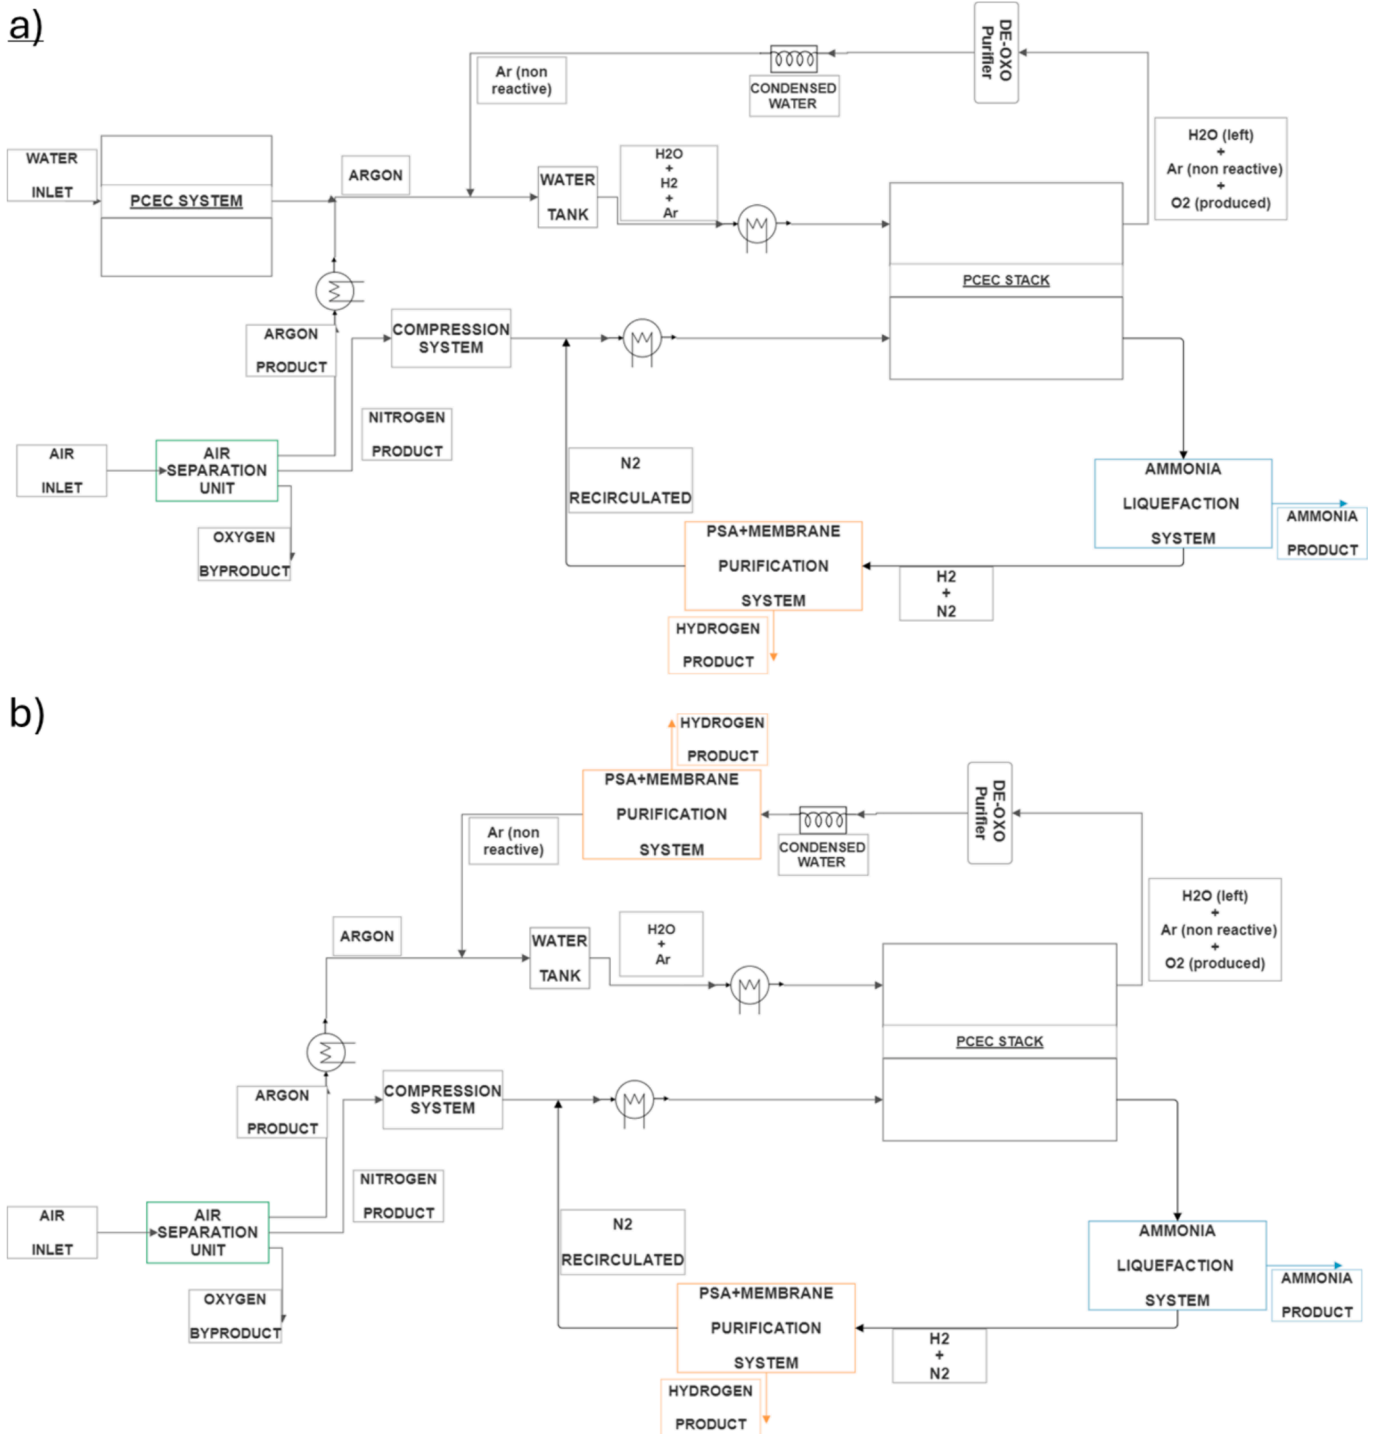 a)
DE-OXO
Purifier
Ar (non
reactive)
CONDENSED
WATER
H2O (left)
+
Ar (non reactive)
+
O2 (produced)
WATER
INLET
PCEC SYSTEM
ARGON
WATER
TANK
H2O
+
H2
+
Ar
PCEC STACK
ARGON
PRODUCT
COMPRESSION
SYSTEM
NITROGEN
PRODUCT
AIR
INLET
AIR
SEPARATION
UNIT
N2
RECIRCULATED
AMMONIA
LIQUEFACTION
SYSTEM
AMMONIA
PRODUCT
OXYGEN
BYPRODUCT
PSA+MEMBRANE
PURIFICATION
SYSTEM
H2
+
N2
HYDROGEN
PRODUCT
b)
HYDROGEN
PRODUCT
PSA+MEMBRANE
PURIFICATION
SYSTEM
DE-OXO
Purifier
Ar (non
reactive)
CONDENSED
WATER
H2O (left)
+
Ar (non reactive)
+
O2 (produced)
ARGON
WATER
TANK
H2O
+
Ar
PCEC STACK
ARGON
PRODUCT
COMPRESSION
SYSTEM
NITROGEN
PRODUCT
AIR
INLET
AIR
SEPARATION
UNIT
N2
RECIRCULATED
AMMONIA
LIQUEFACTION
SYSTEM
AMMONIA
PRODUCT
OXYGEN
BYPRODUCT
PSA+MEMBRANE
PURIFICATION
SYSTEM
H2
+
N2
HYDROGEN
PRODUCT